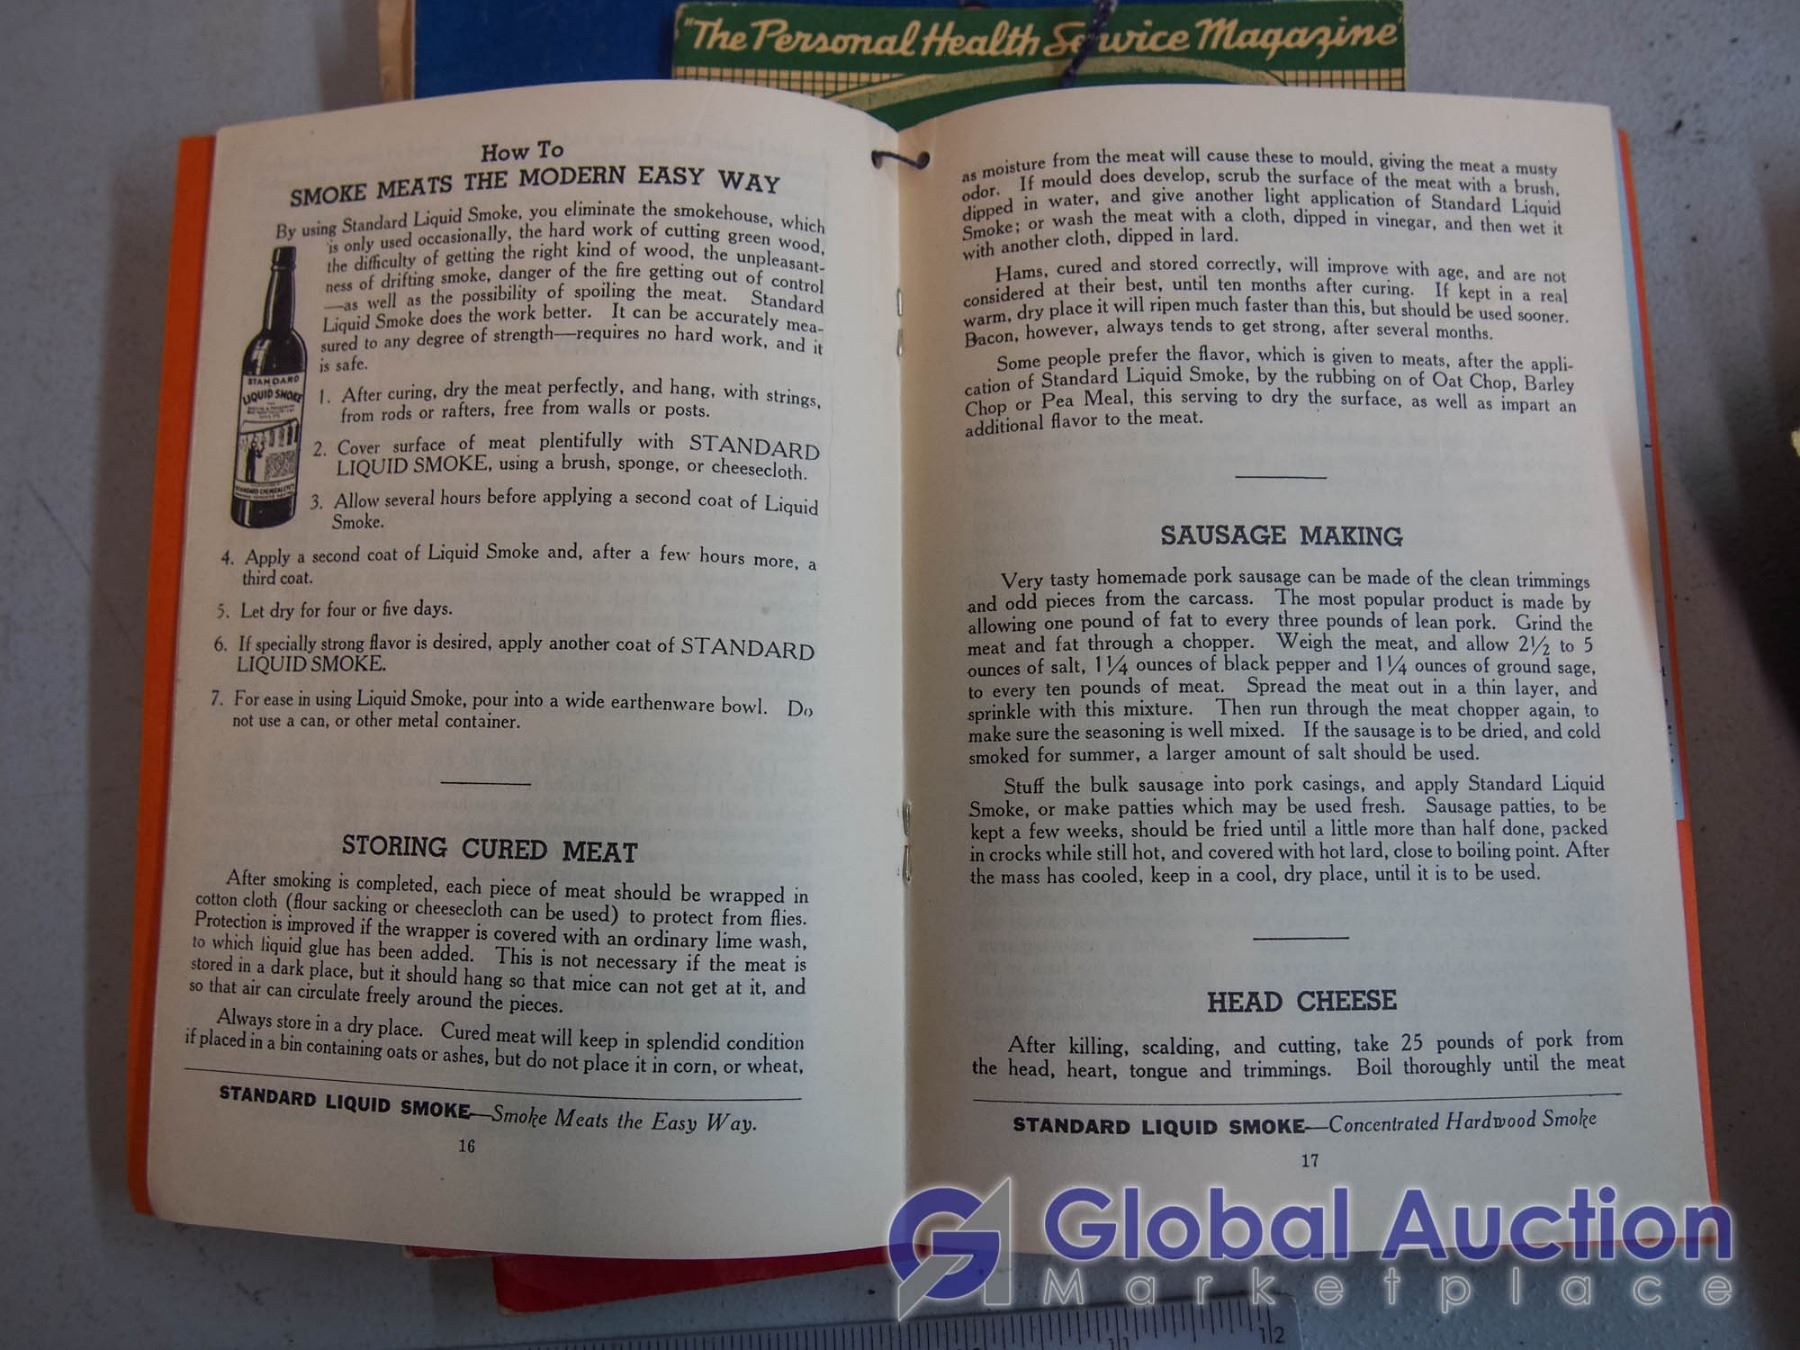 "The Personal Health Service Magazine
How To
SMOKE MEATS THE MODERN EASY WAY
By using Standard Liquid Smoke, you eliminate the smokehouse, which
is only used occasionally, the hard work of cutting green wood,
the difficulty of getting the right kind of wood, the unpleasant-
ness of drifting smoke, danger of the fire getting out of control
—as well as the possibility of spoiling the meat. Standard
Liquid Smoke does the work better. It can be accurately mea-
sured to any degree of strength—requires no hard work, and it
is safe.
STANDARD
LIQUID SMOKE
1. After curing, dry the meat perfectly, and hang, with strings,
from rods or rafters, free from walls or posts.
2. Cover surface of meat plentifully with STANDARD
LIQUID SMOKE, using a brush, sponge, or cheesecloth.
3. Allow several hours before applying a second coat of Liquid
Smoke.
4. Apply a second coat of Liquid Smoke and, after a few hours more, a
third coat.
5. Let dry for four or five days.
6. If specially strong flavor is desired, apply another coat of STANDARD
LIQUID SMOKE.
7. For ease in using Liquid Smoke, pour into a wide earthenware bowl. Do
not use a can, or other metal container.
STORING CURED MEAT
After smoking is completed, each piece of meat should be wrapped in
cotton cloth (flour sacking or cheesecloth can be used) to protect from flies.
Protection is improved if the wrapper is covered with an ordinary lime wash,
to which liquid glue has been added. This is not necessary if the meat is
stored in a dark place, but it should hang so that mice can not get at it, and
so that air can circulate freely around the pieces.
Always store in a dry place. Cured meat will keep in splendid condition
if placed in a bin containing oats or ashes, but do not place it in corn, or wheat,
STANDARD LIQUID SMOKE—Smoke Meats the Easy Way.
16
as moisture from the meat will cause these to mould, giving the meat a musty
odor. If mould does develop, scrub the surface of the meat with a brush,
dipped in water, and give another light application of Standard Liquid
Smoke; or wash the meat with a cloth, dipped in vinegar, and then wet it
with another cloth, dipped in lard.
Hams, cured and stored correctly, will improve with age, and are not
considered at their best, until ten months after curing. If kept in a real
warm, dry place it will ripen much faster than this, but should be used sooner.
Bacon, however, always tends to get strong, after several months.
Some people prefer the flavor, which is given to meats, after the appli-
cation of Standard Liquid Smoke, by the rubbing on of Oat Chop, Barley
Chop or Pea Meal, this serving to dry the surface, as well as impart an
additional flavor to the meat.
SAUSAGE MAKING
Very tasty homemade pork sausage can be made of the clean trimmings
and odd pieces from the carcass. The most popular product is made by
allowing one pound of fat to every three pounds of lean pork. Grind the
meat and fat through a chopper. Weigh the meat, and allow 2½ to 5
ounces of salt, 1¼ ounces of black pepper and 1¼ ounces of ground sage,
to every ten pounds of meat. Spread the meat out in a thin layer, and
sprinkle with this mixture. Then run through the meat chopper again, to
make sure the seasoning is well mixed. If the sausage is to be dried, and cold
smoked for summer, a larger amount of salt should be used.
Stuff the bulk sausage into pork casings, and apply Standard Liquid
Smoke, or make patties which may be used fresh. Sausage patties, to be
kept a few weeks, should be fried until a little more than half done, packed
in crocks while still hot, and covered with hot lard, close to boiling point. After
the mass has cooled, keep in a cool, dry place, until it is to be used.
HEAD CHEESE
After killing, scalding, and cutting, take 25 pounds of pork from
the head, heart, tongue and trimmings. Boil thoroughly until the meat
STANDARD LIQUID SMOKE—Concentrated Hardwood Smoke
17
Global Auction
Marketplace
11 12